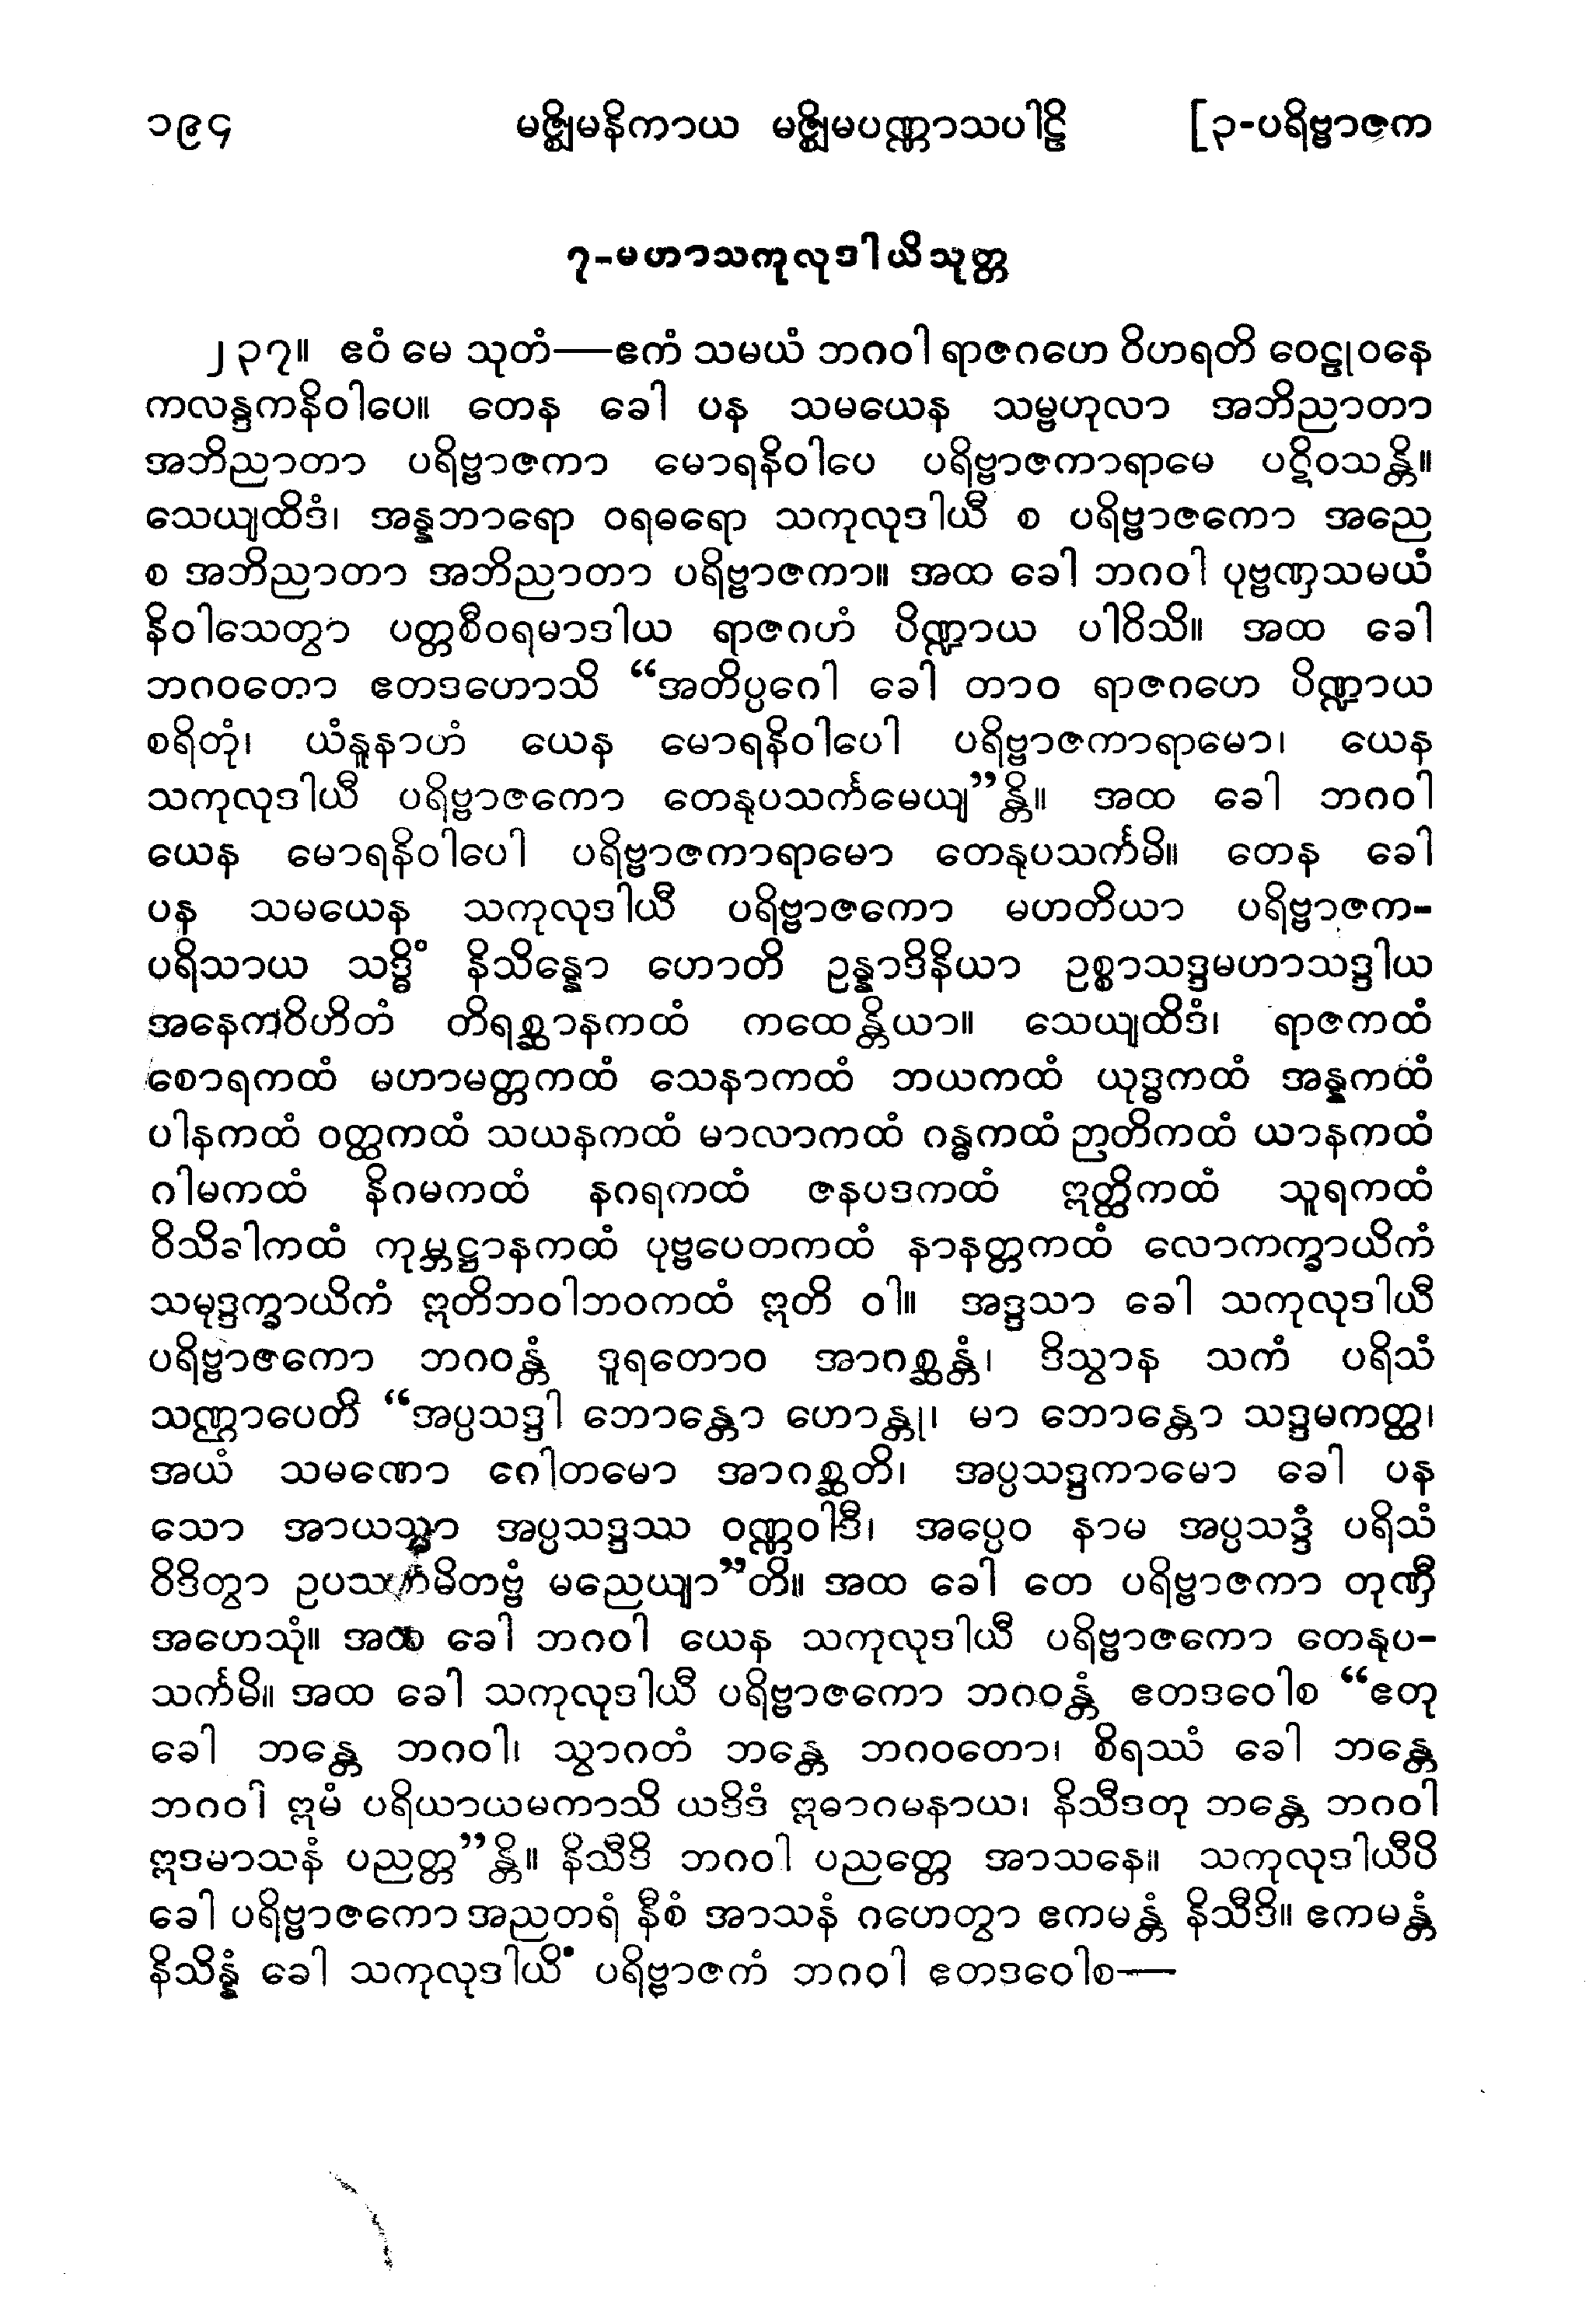 ၁၉၄ မဇ္ဈိမနိကာယ မဇ္ဈိမပဏ္ဏာသပါဠိ [၃-ပရိဗ္ဗာဇက
၇-မဟာသကုလုဒါယိသုတ္တ
၂၃၇။ ဧဝံ မေ သုတံ—ဧကံ သမယံ ဘဂဝါ ရာဇဂဟေ ဝိဟရတိ ဝေဠုဝနေ
ကလန္ဒကနိဝါပေ။ တေန ခေါ ပန သမယေန သမ္ဗဟုလာ အဘိညာတာ
အဘိညာတာ ပရိဗ္ဗာဇကာ မောရနိဝါပေ ပရိဗ္ဗာဇကာရာမေ ပဋိဝသန္တိ။
သေယျထိဒံ၊ အန္နဘာရော ဝရဓရော သကုလုဒါယီ စ ပရိဗ္ဗာဇကော အညေ
စ အဘိညာတာ အဘိညာတာ ပရိဗ္ဗာဇကာ။ အထ ခေါ ဘဂဝါ ပုဗ္ဗဏှသမယံ
နိဝါသေတွာ ပတ္တစီဝရမာဒါယ ရာဇဂဟံ ပိဏ္ဍာယ ပါဝိသိ။ အထ ခေါ
ဘဂဝတော ဧတဒဟောသိ “အတိပ္ပဂေါ ခေါ တာဝ ရာဇဂဟေ ပိဏ္ဍာယ
စရိတုံ၊ ယံနူနာဟံ ယေန မောရနိဝါပေါ ပရိဗ္ဗာဇကာရာမော၊ ယေန
သကုလုဒါယီ ပရိဗ္ဗာဇကော တေနုပသင်္ကမေယျ”န္တိ။ အထ ခေါ ဘဂဝါ
ယေန မောရနိဝါပေါ ပရိဗ္ဗာဇကာရာမော တေနုပသင်္ကမိ။ တေန ခေါ
ပန သမယေန သကုလုဒါယီ ပရိဗ္ဗာဇကော မဟတိယာ ပရိဗ္ဗာဇက-
ပရိသာယ သဒ္ဓိံ နိသိန္နော ဟောတိ ဥန္နာဒိနိယာ ဥစ္စာသဒ္ဒမဟာသဒ္ဒါယ
အနေကဝိဟိတံ တိရစ္ဆာနကထံ ကထေန္တိယာ။ သေယျထိဒံ၊ ရာဇကထံ
စောရကထံ မဟာမတ္တကထံ သေနာကထံ ဘယကထံ ယုဒ္ဓကထံ အန္နကထံ
ပါနကထံ ဝတ္ထကထံ သယနကထံ မာလာကထံ ဂန္ဓကထံ ဉာတိကထံ ယာနကထံ
ဂါမကထံ နိဂမကထံ နဂရကထံ ဇနပဒကထံ ဣတ္ထိကထံ သူရကထံ
ဝိသိခါကထံ ကုမ္ဘဋ္ဌာနကထံ ပုဗ္ဗပေတကထံ နာနတ္တကထံ လောကက္ခာယိကံ
သမုဒ္ဒက္ခာယိကံ ဣတိဘဝါဘဝကထံ ဣတိ ဝါ။ အဒ္ဒသာ ခေါ သကုလုဒါယီ
ပရိဗ္ဗာဇကော ဘဂဝန္တံ ဒူရတောဝ အာဂစ္ဆန္တံ၊ ဒိသွာန သကံ ပရိသံ
သဏ္ဌာပေတိ “အပ္ပသဒ္ဒါ ဘောန္တော ဟောန္တု၊ မာ ဘောန္တော သဒ္ဒမကတ္ထ၊
အယံ သမဏော ဂေါတမော အာဂစ္ဆတိ၊ အပ္ပသဒ္ဒကာမော ခေါ ပန
သော အာယသ္မာ အပ္ပသဒ္ဒဿ ဝဏ္ဏဝါဒီ၊ အပ္ပေဝ နာမ အပ္ပသဒ္ဒံ ပရိသံ
ဝိဒိတွာ ဥပသင်္ကမိတဗ္ဗံ မညေယျာ”တိ။ အထ ခေါ တေ ပရိဗ္ဗာဇကာ တုဏှီ
အဟေသုံ။ အထ ခေါ ဘဂဝါ ယေန သကုလုဒါယီ ပရိဗ္ဗာဇကော တေနုပ-
သင်္ကမိ။ အထ ခေါ သကုလုဒါယီ ပရိဗ္ဗာဇကော ဘဂဝန္တံ ဧတဒဝေါစ “ဧတု
ခေါ ဘန္တေ ဘဂဝါ၊ သွာဂတံ ဘန္တေ ဘဂဝတော၊ စိရဿံ ခေါ ဘန္တေ
ဘဂဝါ ဣမံ ပရိယာယမကာသိ ယဒိဒံ ဣဓာဂမနာယ၊ နိသီဒတု ဘန္တေ ဘဂဝါ
ဣဒမာသနံ ပညတ္တ”န္တိ။ နိသီဒိ ဘဂဝါ ပညတ္တေ အာသနေ။ သကုလုဒါယီပိ
ခေါ ပရိဗ္ဗာဇကော အညတရံ နီစံ အာသနံ ဂဟေတွာ ဧကမန္တံ နိသီဒိ။ ဧကမန္တံ
နိသိန္နံ ခေါ သကုလုဒါယိံ ပရိဗ္ဗာဇကံ ဘဂဝါ ဧတဒဝေါစ—